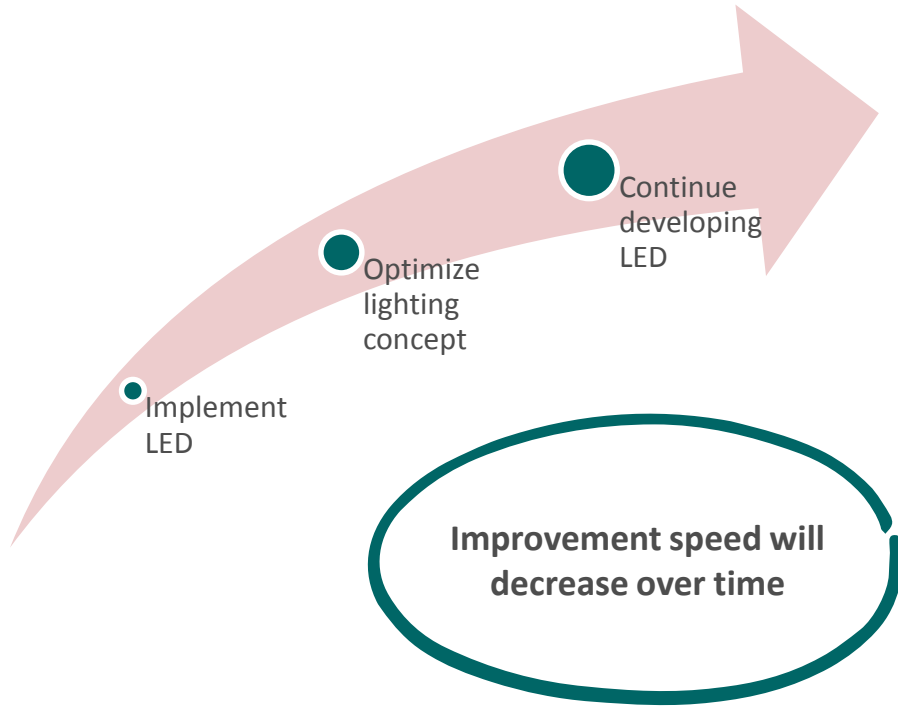 Continue
developing
LED
Optimize
lighting
concept
Implement
LED
Improvement speed will
decrease over time